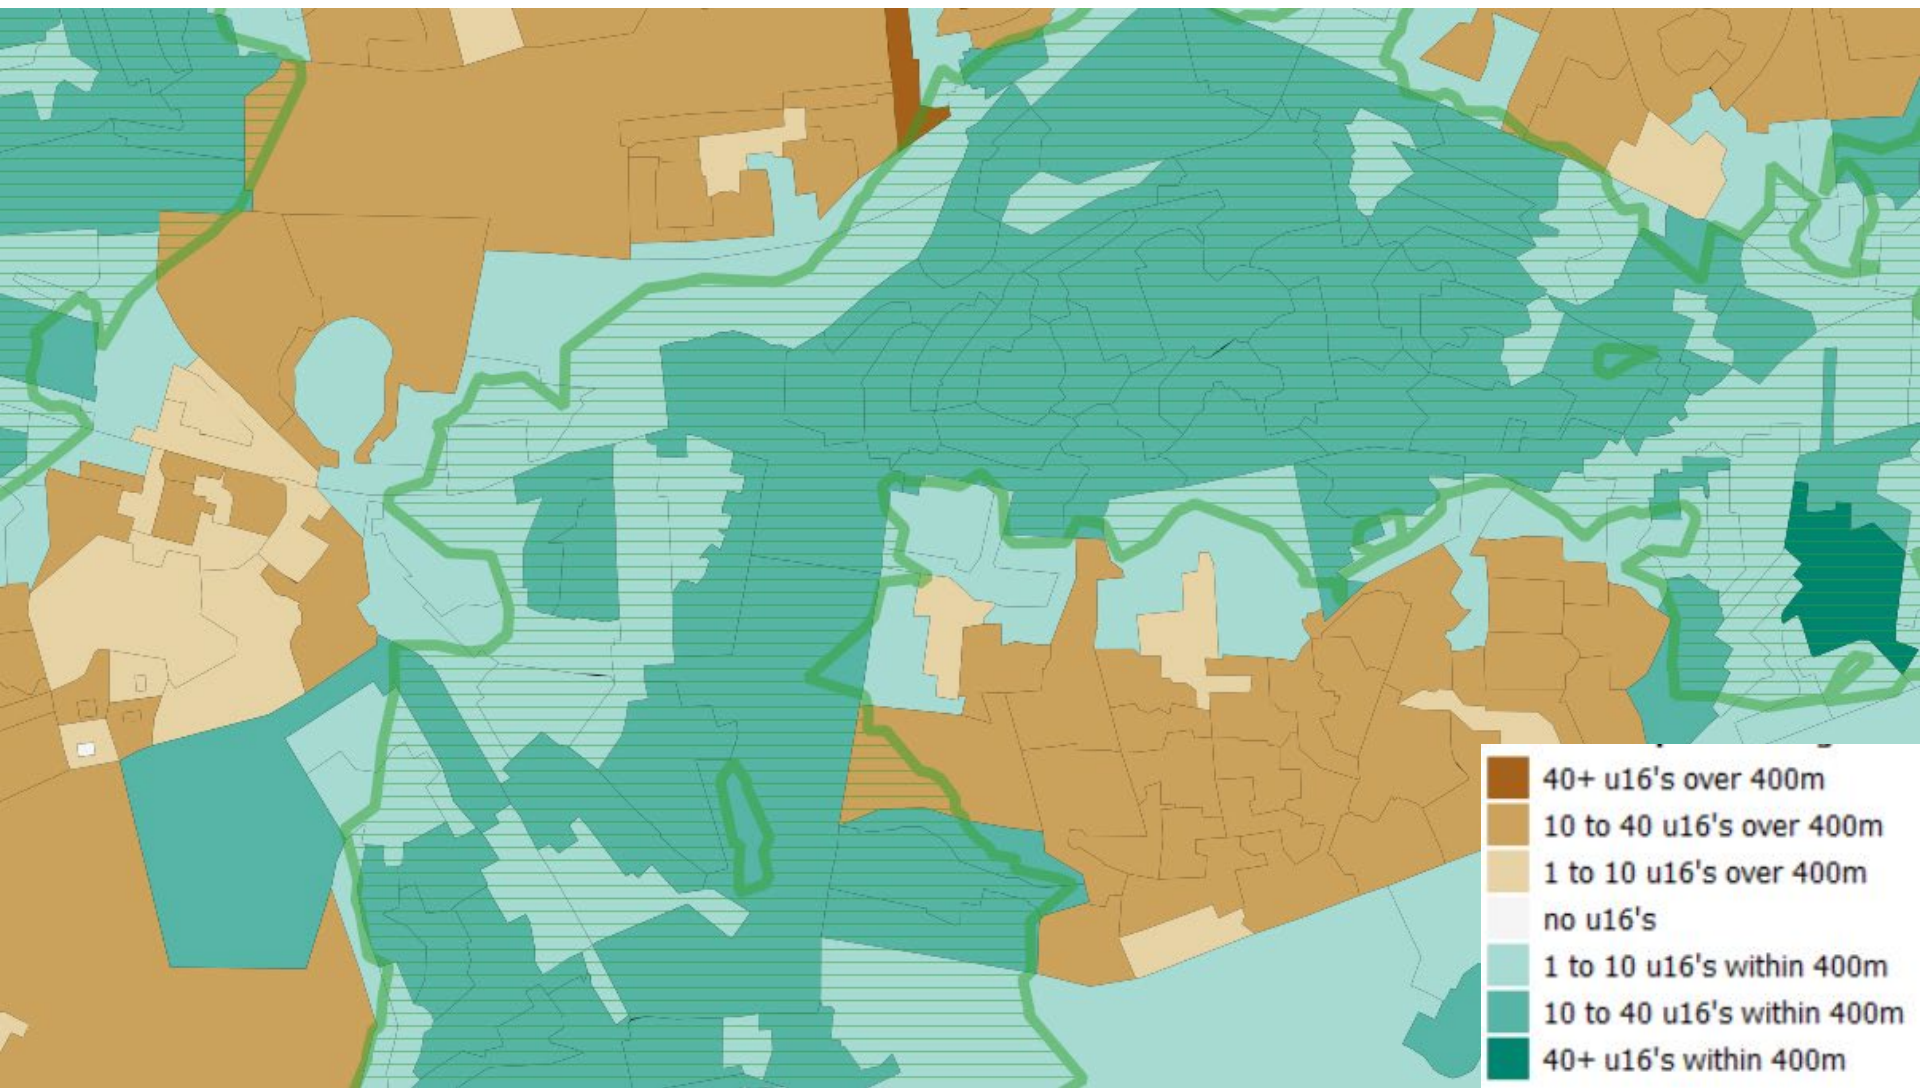 40+ u16's over 400m
10 to 40 u16's over 400m
1 to 10 u16's over 400m
no u16's
1 to 10 u16's within 400m
10 to 40 u16's within 400m
40+ u16's within 400m